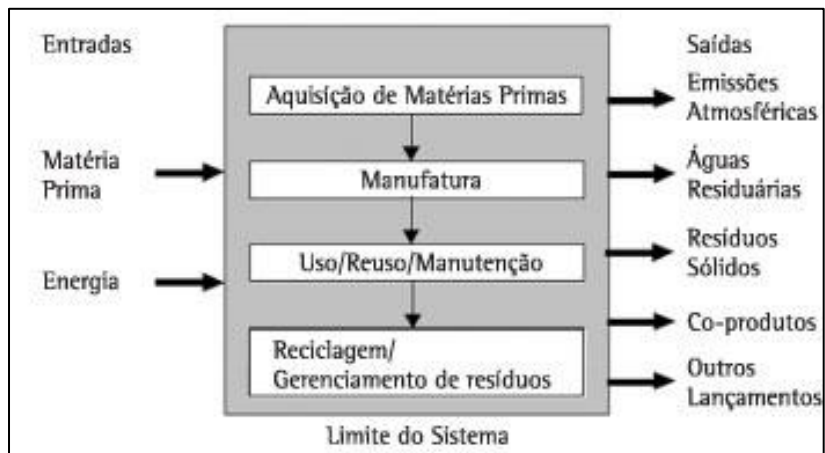 Entradas
Matéria
Prima
Energia
Aquisição de Matérias Primas
Manufatura
Uso/Reuso/Manutenção
Reciclagem/
Gerenciamento de resíduos
Limite do Sistema
Saídas
Emissões
Atmosféricas
Águas
Residuárias
Resíduos
Sólidos
Co-produtos
Outros
Lançamentos